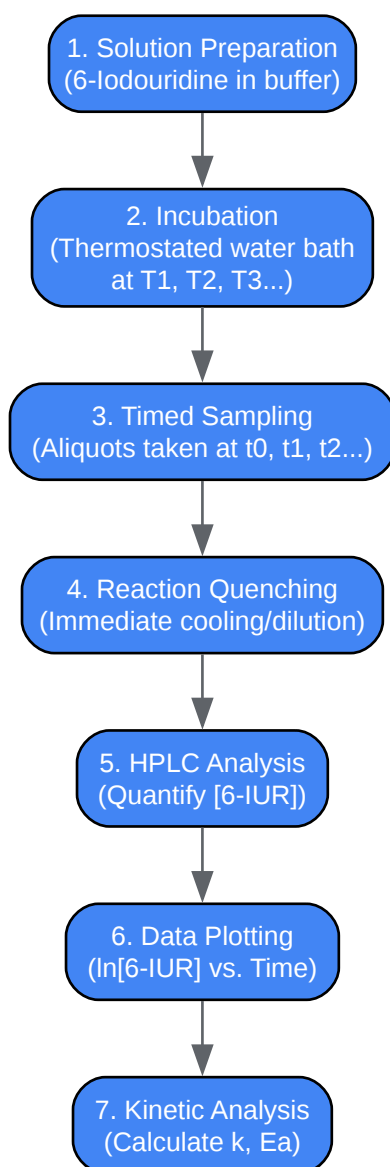 1. Solution Preparation
(6-Iodouridine in buffer)
2. Incubation
(Thermostated water bath
at T1, T2, T3...)
3. Timed Sampling
(Aliquots taken at t0, t1, t2...)
4. Reaction Quenching
(Immediate cooling/dilution)
5. HPLC Analysis
(Quantify [6-IUR])
6. Data Plotting
(ln[6-IUR] vs. Time)
7. Kinetic Analysis
(Calculate k, Ea)